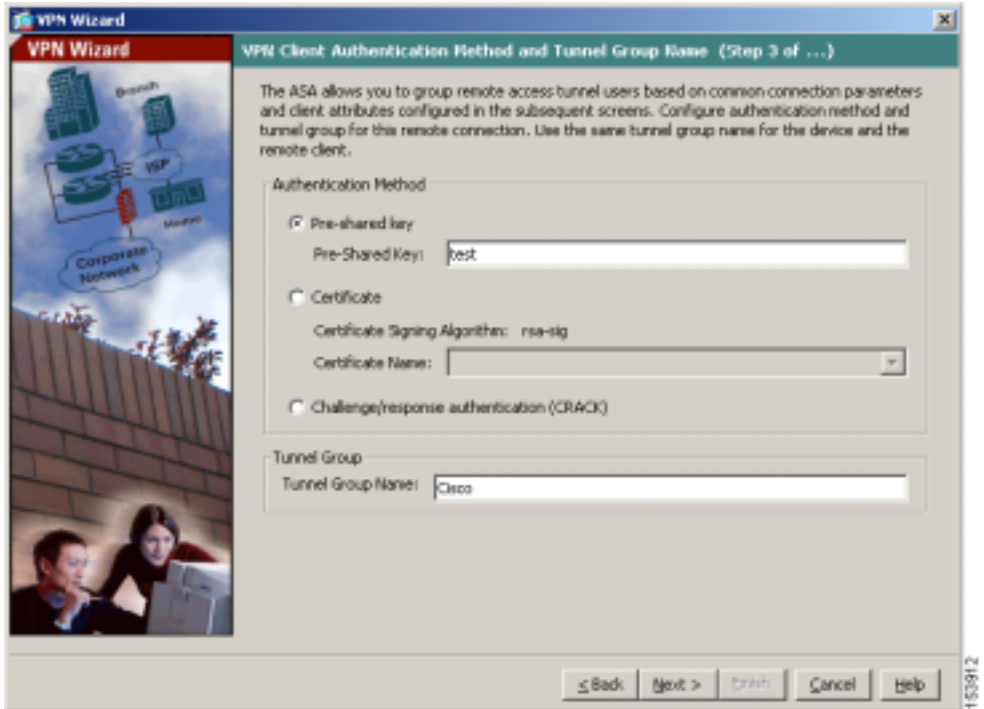 VPN Wizard
VPN Wizard
VPN Client Authentication Method and Tunnel Group Name (Step 3 of ...)
Branch
ISP
Corporate
Network
The ASA allows you to group remote access tunnel users based on common connection parameters
and client attributes configured in the subsequent screens. Configure authentication method and
tunnel group for this remote connection. Use the same tunnel group name for the device and the
remote client.
Authentication Method
Pre-shared key
Pre-Shared Key: test
Certificate
Certificate Signing Algorithm: rsa-sig
Certificate Name:
Challenge/response authentication (CRACK)
Tunnel Group
Tunnel Group Name: Cisco
< Back
Next >
Finish
Cancel
Help
153912